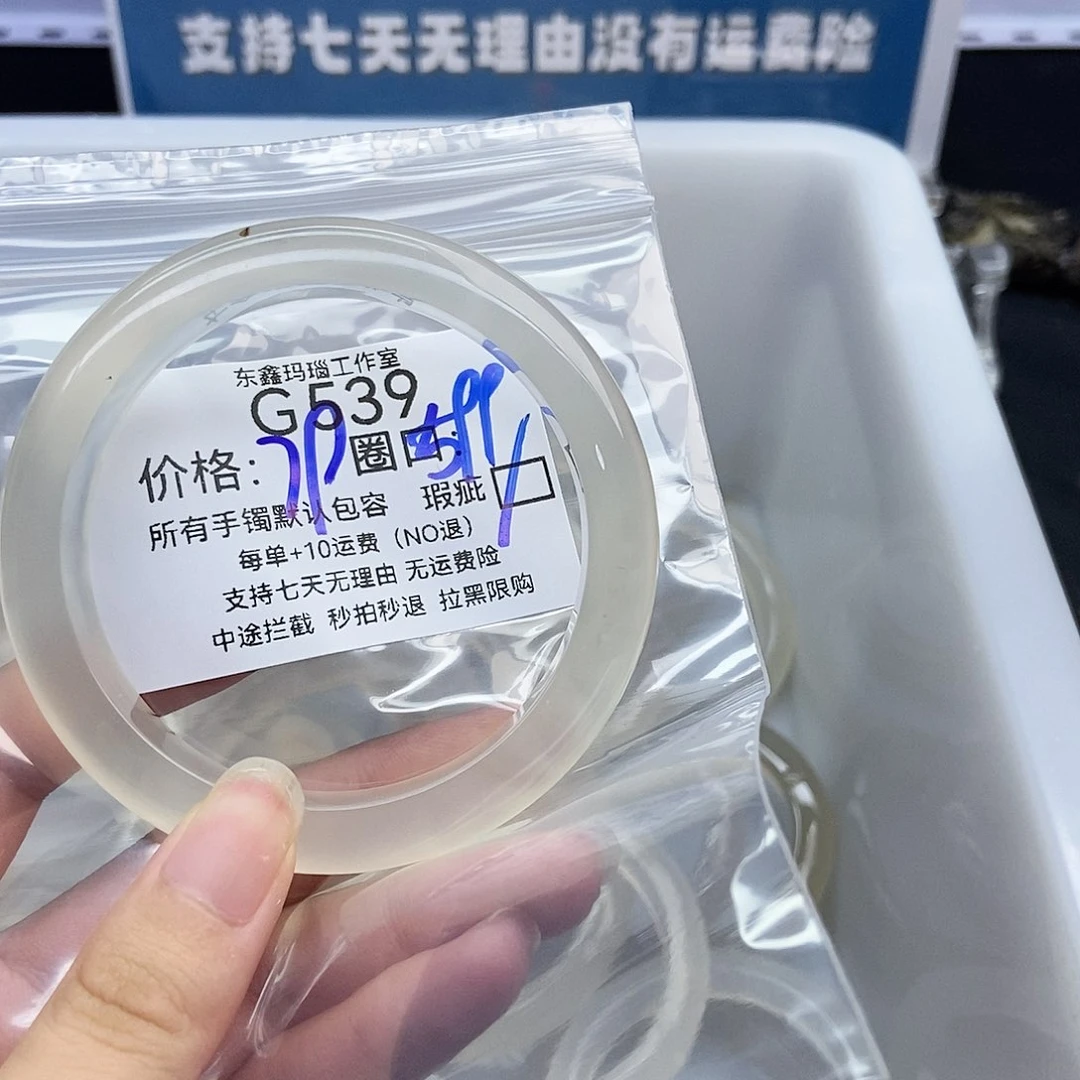 支持七天无理由没有运费险
东鑫玛瑙工作室
G539
价格: 圈口:
所有手镯默认包容 瑕疵
每单+10运费（NO退）
支持七天无理由 无运费险
中途拦截 秒拍秒退 拉黑限购